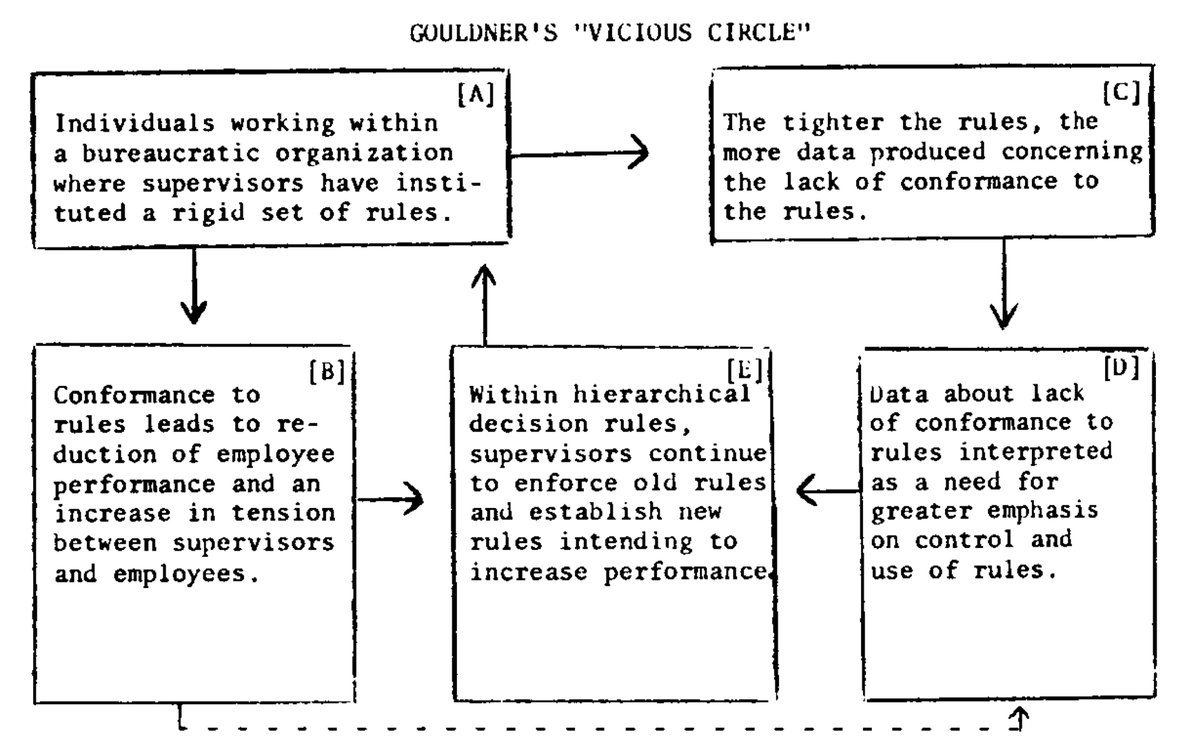 GOULDNER'S "VICIOUS CIRCLE"
[A]
Individuals working within
a bureaucratic organization
where supervisors have insti-
tuted a rigid set of rules.
[C]
The tighter the rules, the
more data produced concerning
the lack of conformance to
the rules.
[B]
Conformance to
rules leads to re-
duction of employee
performance and an
increase in tension
between supervisors
and employees.
[E]
Within hierarchical
decision rules,
supervisors continue
to enforce old rules
and establish new
rules intending to
increase performance.
[D]
Data about lack
of conformance to
rules interpreted
as a need for
greater emphasis
on control and
use of rules.